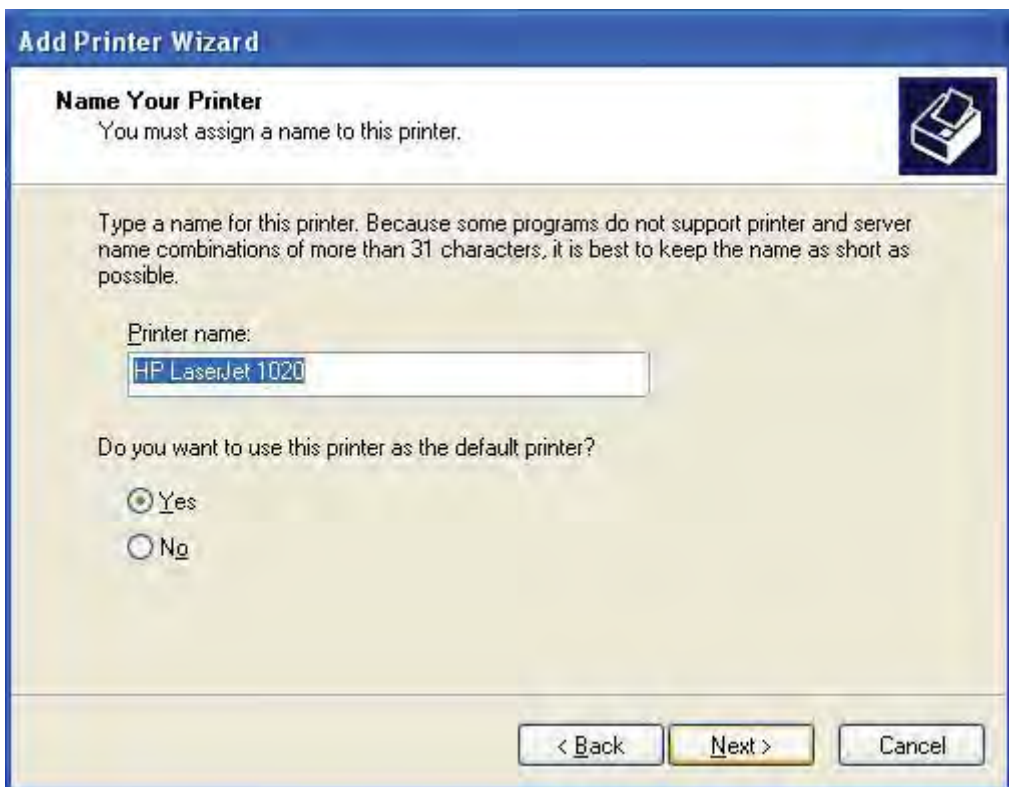 Add Printer Wizard
Name Your Printer
You must assign a name to this printer.
Type a name for this printer. Because some programs do not support printer and server
name combinations of more than 31 characters, it is best to keep the name as short as
possible.
Printer name:
HP LaserJet 1020
Do you want to use this printer as the default printer?
Yes
No
< Back Next > Cancel